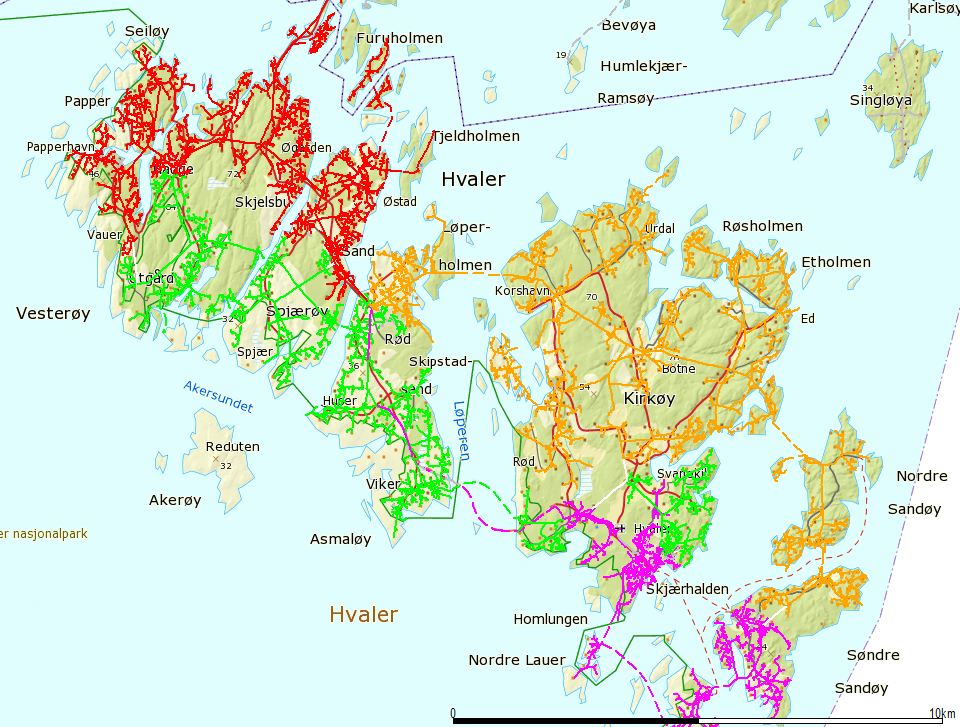 Karlsøy
Seiløy
Bevøya
Furuholmen
19
Humlekjær-
34
Papper
Ramsøy
Singløya
Tjeldholmen
Papperhavn
Øgården
46
72
Hvaler
Skjelsbu
Østad
Røsholmen
Løper-
Urdal
Vauer
Sand
holmen
Etholmen
Korshavn
70
Vesterøy
32
Spjærøy
Ed
Rød
Spjær
Skipstad-
36
Botne
Akersundet
sand
54
Kirkøy
Huser
Løperen
Reduten
32
Rød
Viker
Nordre
Akerøy
Sandøy
er nasjonalpark
Asmaløy
Skjærhalden
Hvaler
Homlungen
Nordre Lauer
Søndre
Sandøy
0
10km